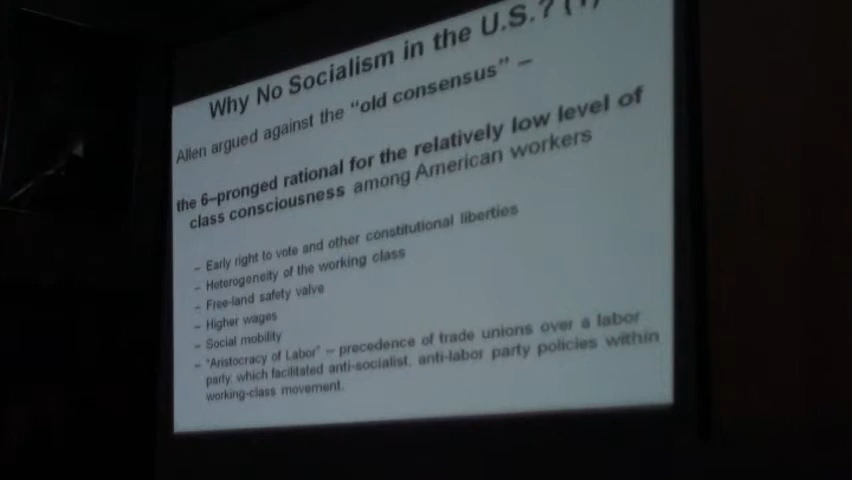 Why No Socialism in the U.S.? (1)
Allen argued against the “old consensus” –
the 6–pronged rational for the relatively low level of
class consciousness among American workers
– Early right to vote and other constitutional liberties
– Heterogeneity of the working class
– Free-land safety valve
– Higher wages
– Social mobility
– “Aristocracy of Labor” – precedence of trade unions over a labor
party, which facilitated anti-socialist, anti-labor party policies within
working-class movement.